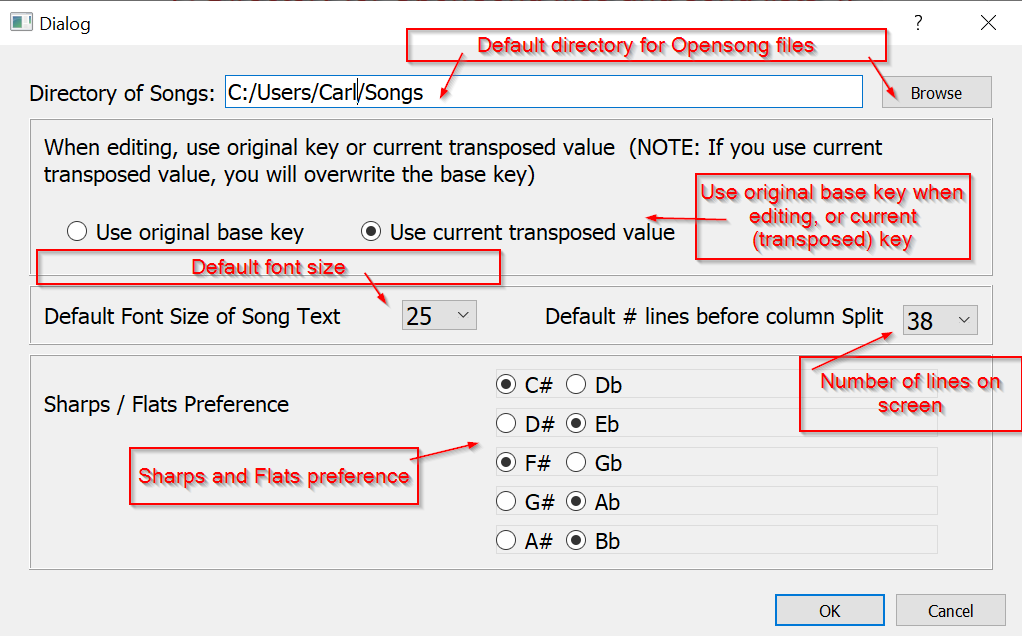 Dialog
?
Default directory for Opensong files
Directory of Songs: C:/Users/Carl/Songs Browse
When editing, use original key or current transposed value (NOTE: If you use current
transposed value, you will overwrite the base key)
Use original base key when
editing, or current
(transposed) key
Use original base key Use current transposed value
Default font size
Default Font Size of Song Text 25 Default # lines before column Split 38
Number of lines on
screen
C# Db
Sharps / Flats Preference
D# Eb
F# Gb
Sharps and Flats preference
G# Ab
A# Bb
OK Cancel